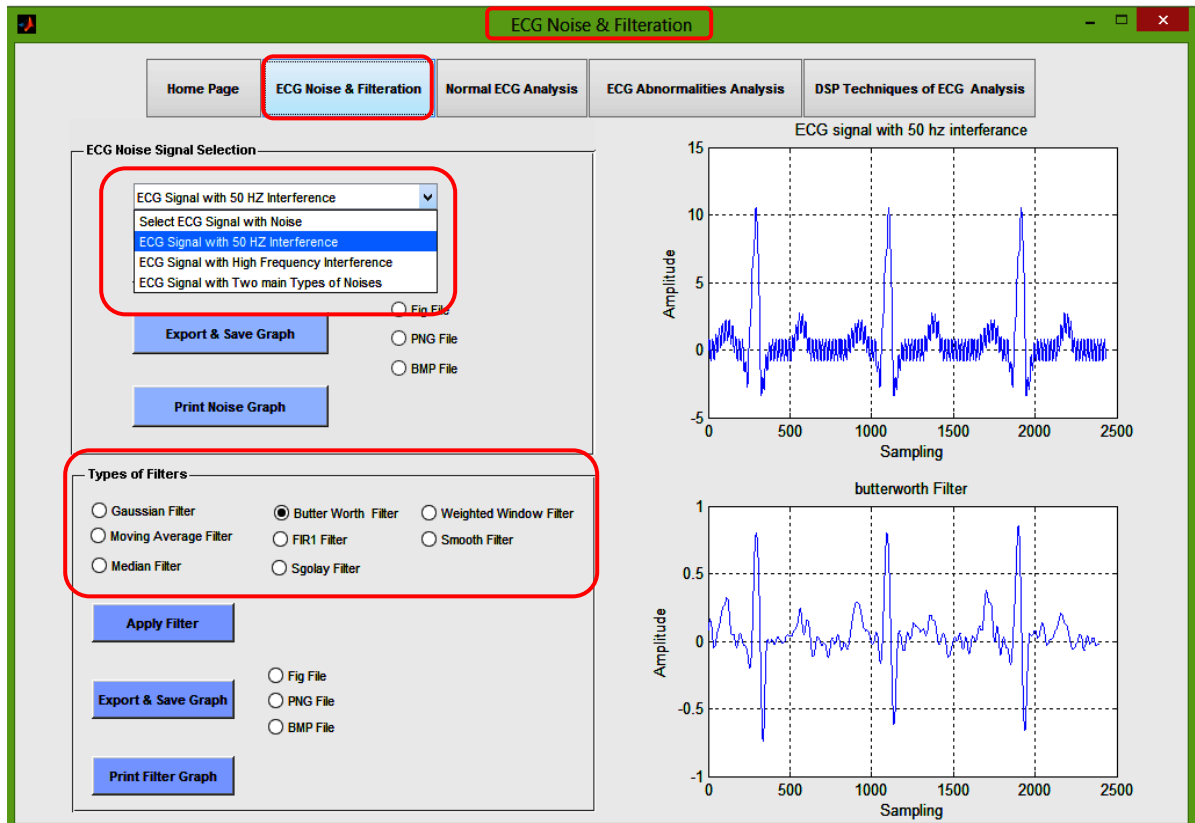 ECG Noise & Filteration
Home Page
ECG Noise & Filteration
Normal ECG Analysis
ECG Abnormalities Analysis
DSP Techniques of ECG Analysis
ECG Noise Signal Selection
ECG Signal with 50 HZ Interference
Select ECG Signal with Noise
ECG Signal with 50 HZ Interference
ECG Signal with High Frequency Interference
ECG Signal with Two main Types of Noises
Export & Save Graph
Fig File
PNG File
BMP File
Print Noise Graph
Types of Filters
Gaussian Filter
Butter Worth Filter
Weighted Window Filter
Moving Average Filter
FIR1 Filter
Smooth Filter
Median Filter
Sgolay Filter
Apply Filter
Export & Save Graph
Fig File
PNG File
BMP File
Print Filter Graph
ECG signal with 50 hz interferance
Amplitude
15
10
5
0
-5
0 500 1000 1500 2000 2500
Sampling
butterworth Filter
Amplitude
1
0.5
0
-0.5
-1
0 500 1000 1500 2000 2500
Sampling